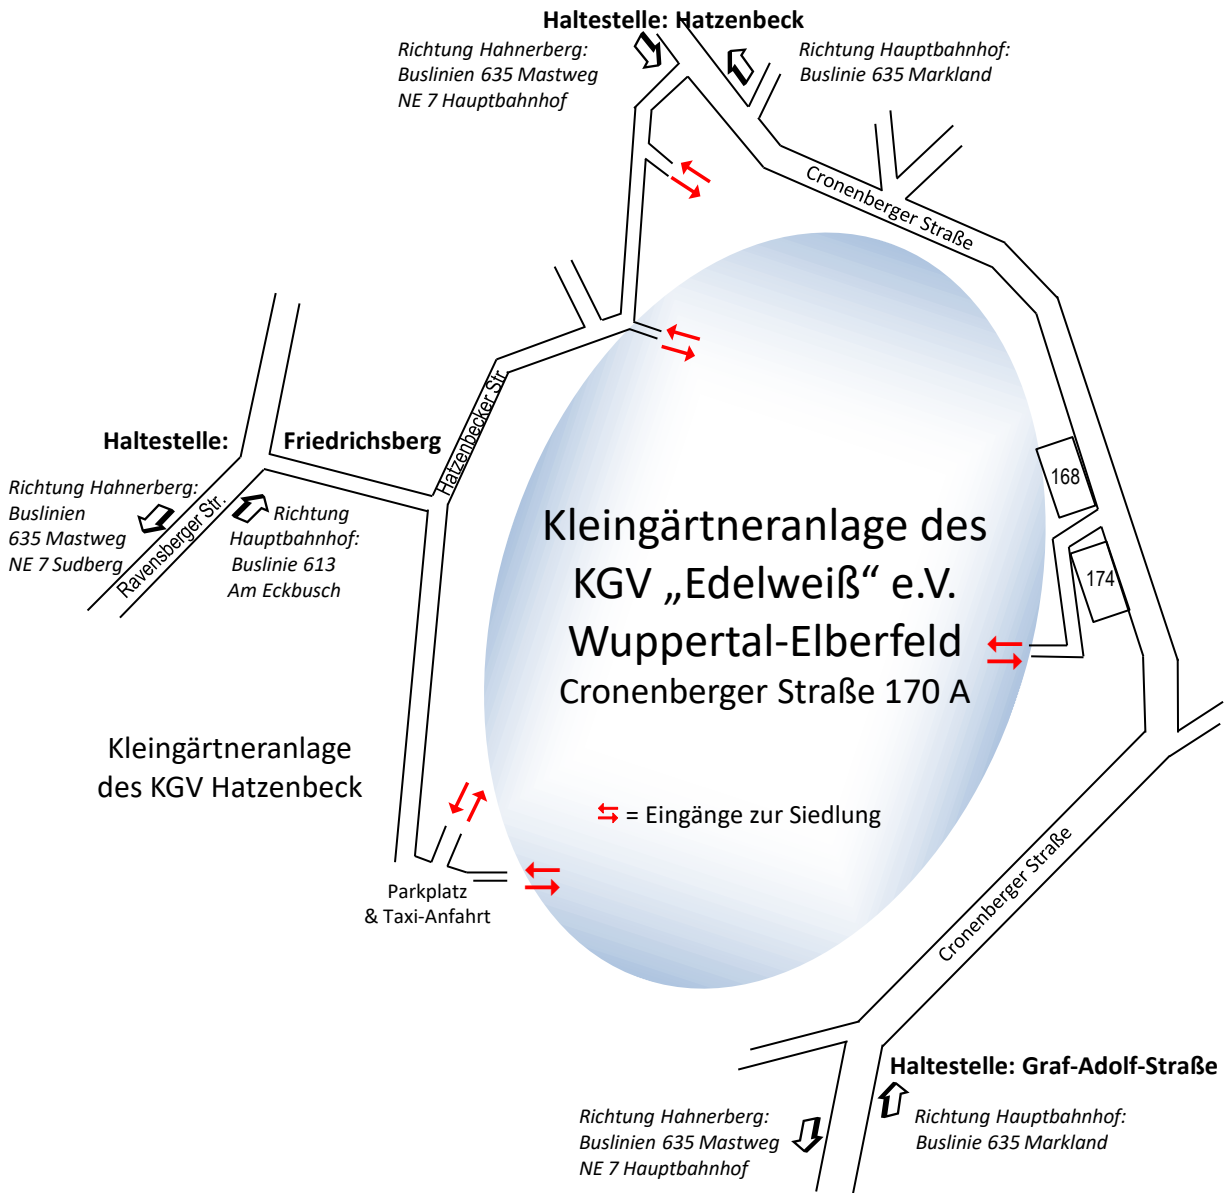 Haltestelle: Hatzenbeck
Richtung Hahnerberg:
Buslinien 635 Mastweg
NE 7 Hauptbahnhof
Richtung Hauptbahnhof:
Buslinie 635 Markland
Cronenberger Straße
Hatzenbecker Str.
Haltestelle: Friedrichsberg
Richtung Hahnerberg:
Buslinien
635 Mastweg
NE 7 Sudberg
Ravensberger Str.
Richtung
Hauptbahnhof:
Buslinie 613
Am Eckbusch
168
174
Kleingärtneranlage des
KGV „Edelweiß“ e.V.
Wuppertal-Elberfeld
Cronenberger Straße 170 A
Kleingärtneranlage
des KGV Hatzenbeck
= Eingänge zur Siedlung
Parkplatz
& Taxi-Anfahrt
Cronenberger Straße
Haltestelle: Graf-Adolf-Straße
Richtung Hahnerberg:
Buslinien 635 Mastweg
NE 7 Hauptbahnhof
Richtung Hauptbahnhof:
Buslinie 635 Markland